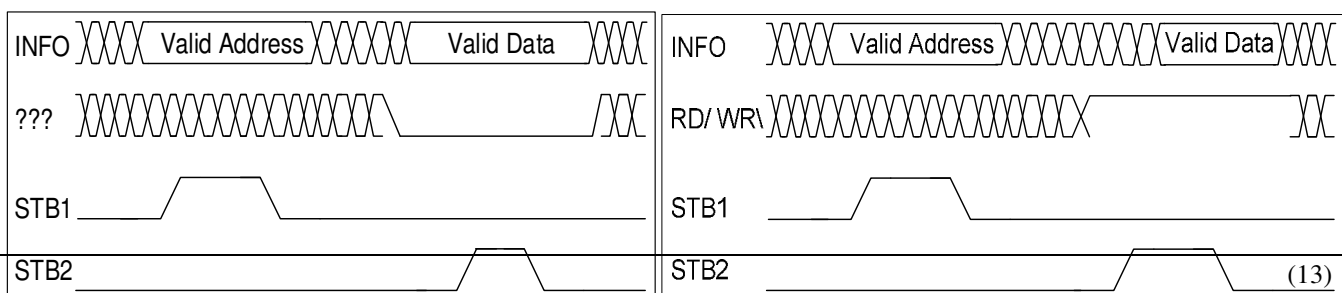 INFO Valid Address Valid Data
???
STB1
STB2
INFO Valid Address Valid Data
RD/ WR\
STB1
STB2 (13)